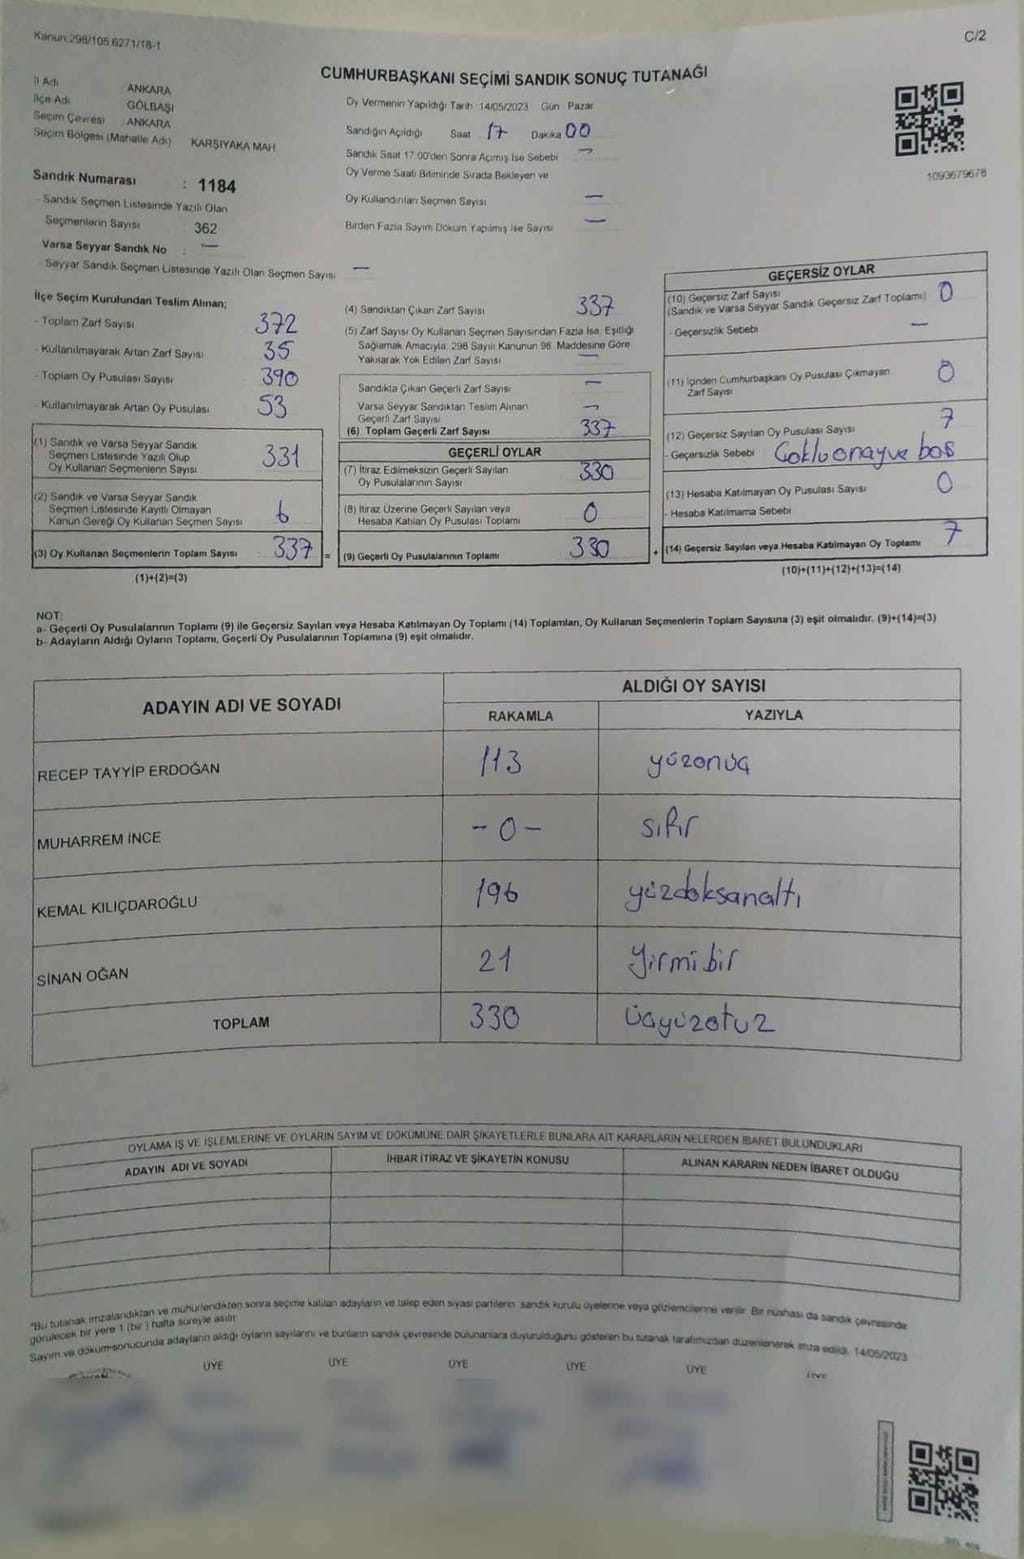 Kanun:298/105.6271/18-1
C/2
CUMHURBAŞKANI SEÇİMİ SANDIK SONUÇ TUTANAĞI
İl Adı ANKARA
İlçe Adı GÖLBAŞI
Seçim Çevresi ANKARA
Seçim Bölgesi (Mahalle Adı) KARŞIYAKA MAH.
Sandık Numarası : 1184
Sandık Seçmen Listesinde Yazılı Olan
Seçmenlerin Sayısı 362
Varsa Seyyar Sandık No : —
Seyyar Sandık Seçmen Listesinde Yazılı Olan Seçmen Sayısı —
Oy Vermenin Yapıldığı Tarih 14/05/2023 Gün Pazar
Sandığın Açıldığı Saat 17 Dakika 00
Sandık Saat 17:00'den Sonra Açımış İse Sebebi —
Oy Verme Saati Bitiminde Sırada Bekleyen ve
Oy Kullandırılan Seçmen Sayısı —
Birden Fazla Sayım Döküm Yapılmış İse Sayısı —
1093679678
İlçe Seçim Kurulundan Teslim Alınan;
- Toplam Zarf Sayısı 372
- Kullanılmayarak Artan Zarf Sayısı 35
- Toplam Oy Pusulası Sayısı 390
- Kullanılmayarak Artan Oy Pusulası 53
(1) Sandık ve Varsa Seyyar Sandık
Seçmen Listesinde Yazılı Olup
Oy Kullanan Seçmenlerin Sayısı 331
(2) Sandık ve Varsa Seyyar Sandık
Seçmen Listesinde Kayıtlı Olmayan
Kanun Gereği Oy Kullanan Seçmen Sayısı 6
(3) Oy Kullanan Seçmenlerin Toplam Sayısı : 337 =
(1)+(2)=(3)
(4) Sandıktan Çıkan Zarf Sayısı 337
(5) Zarf Sayısı Oy Kullanan Seçmen Sayısından Fazla İse, Eşitliği
Sağlamak Amacıyla, 298 Sayılı Kanunun 98. Maddesine Göre
Yakılarak Yok Edilen Zarf Sayısı —
Sandıkta Çıkan Geçerli Zarf Sayısı —
Varsa Seyyar Sandıktan Teslim Alınan
Geçerli Zarf Sayısı —
(6) Toplam Geçerli Zarf Sayısı 337
GEÇERLİ OYLAR
(7) İtiraz Edilmeksizin Geçerli Sayılan
Oy Pusulalarının Sayısı 330
(8) İtiraz Üzerine Geçerli Sayılan veya
Hesaba Katılan Oy Pusulası Toplamı 0
(9) Geçerli Oy Pusulalarının Toplamı 330 +
GEÇERSİZ OYLAR
(10) Geçersiz Zarf Sayısı 0
(Sandık ve Varsa Seyyar Sandık Geçersiz Zarf Toplamı)
- Geçersizlik Sebebi —
(11) İçinden Cumhurbaşkanı Oy Pusulası Çıkmayan
Zarf Sayısı 0
(12) Geçersiz Sayılan Oy Pusulası Sayısı 7
- Geçersizlik Sebebi Çoklu onay ve boş
(13) Hesaba Katılmayan Oy Pusulası Sayısı 0
- Hesaba Katılmama Sebebi
(14) Geçersiz Sayılan veya Hesaba Katılmayan Oy Toplamı 7
(10)+(11)+(12)+(13)=(14)
NOT:
a- Geçerli Oy Pusulalarının Toplamı (9) ile Geçersiz Sayılan veya Hesaba Katılmayan Oy Toplamı (14) Toplamları, Oy Kullanan Seçmenlerin Toplam Sayısına (3) eşit olmalıdır. (9)+(14)=(3)
b- Adayların Aldığı Oyların Toplamı, Geçerli Oy Pusulalarının Toplamına (9) eşit olmalıdır.
ADAYIN ADI VE SOYADI ALDIĞI OY SAYISI
RAKAMLA YAZIYLA
RECEP TAYYİP ERDOĞAN 113 yüzonüç
MUHARREM İNCE -0- sıfır
KEMAL KILIÇDAROĞLU 196 yüzdoksanaltı
SİNAN OĞAN 21 Yirmi bir
TOPLAM 330 üçyüzotuz
OYLAMA İŞ VE İŞLEMLERİNE VE OYLARIN SAYIM VE DÖKÜMÜNE DAİR ŞİKAYETLERLE BUNLARA AİT KARARLARIN NELERDEN İBARET BULUNDUKLARI
ADAYIN ADI VE SOYADI İHBAR İTİRAZ VE ŞİKAYETİN KONUSU ALINAN KARARIN NEDEN İBARET OLDUĞU
*Bu tutanak imzalandıktan ve mühürlendikten sonra seçime katılan adayların ve talep eden siyasi partilerin sandık kurulu üyelerine veya gözlemcilerine verilir. Bir nüshası da sandık çevresinde
görülecek bir yere 1 (bir) hafta süreyle asılır.
Sayım ve döküm sonucunda adayların aldığı oyların sayılarını ve bunların sandık çevresinde bulunanlara duyurulduğunu gösteren bu tutanak tarafımızdan düzenlenerek imza edildi. 14/05/2023
ÜYE ÜYE ÜYE ÜYE ÜYE ÜYE